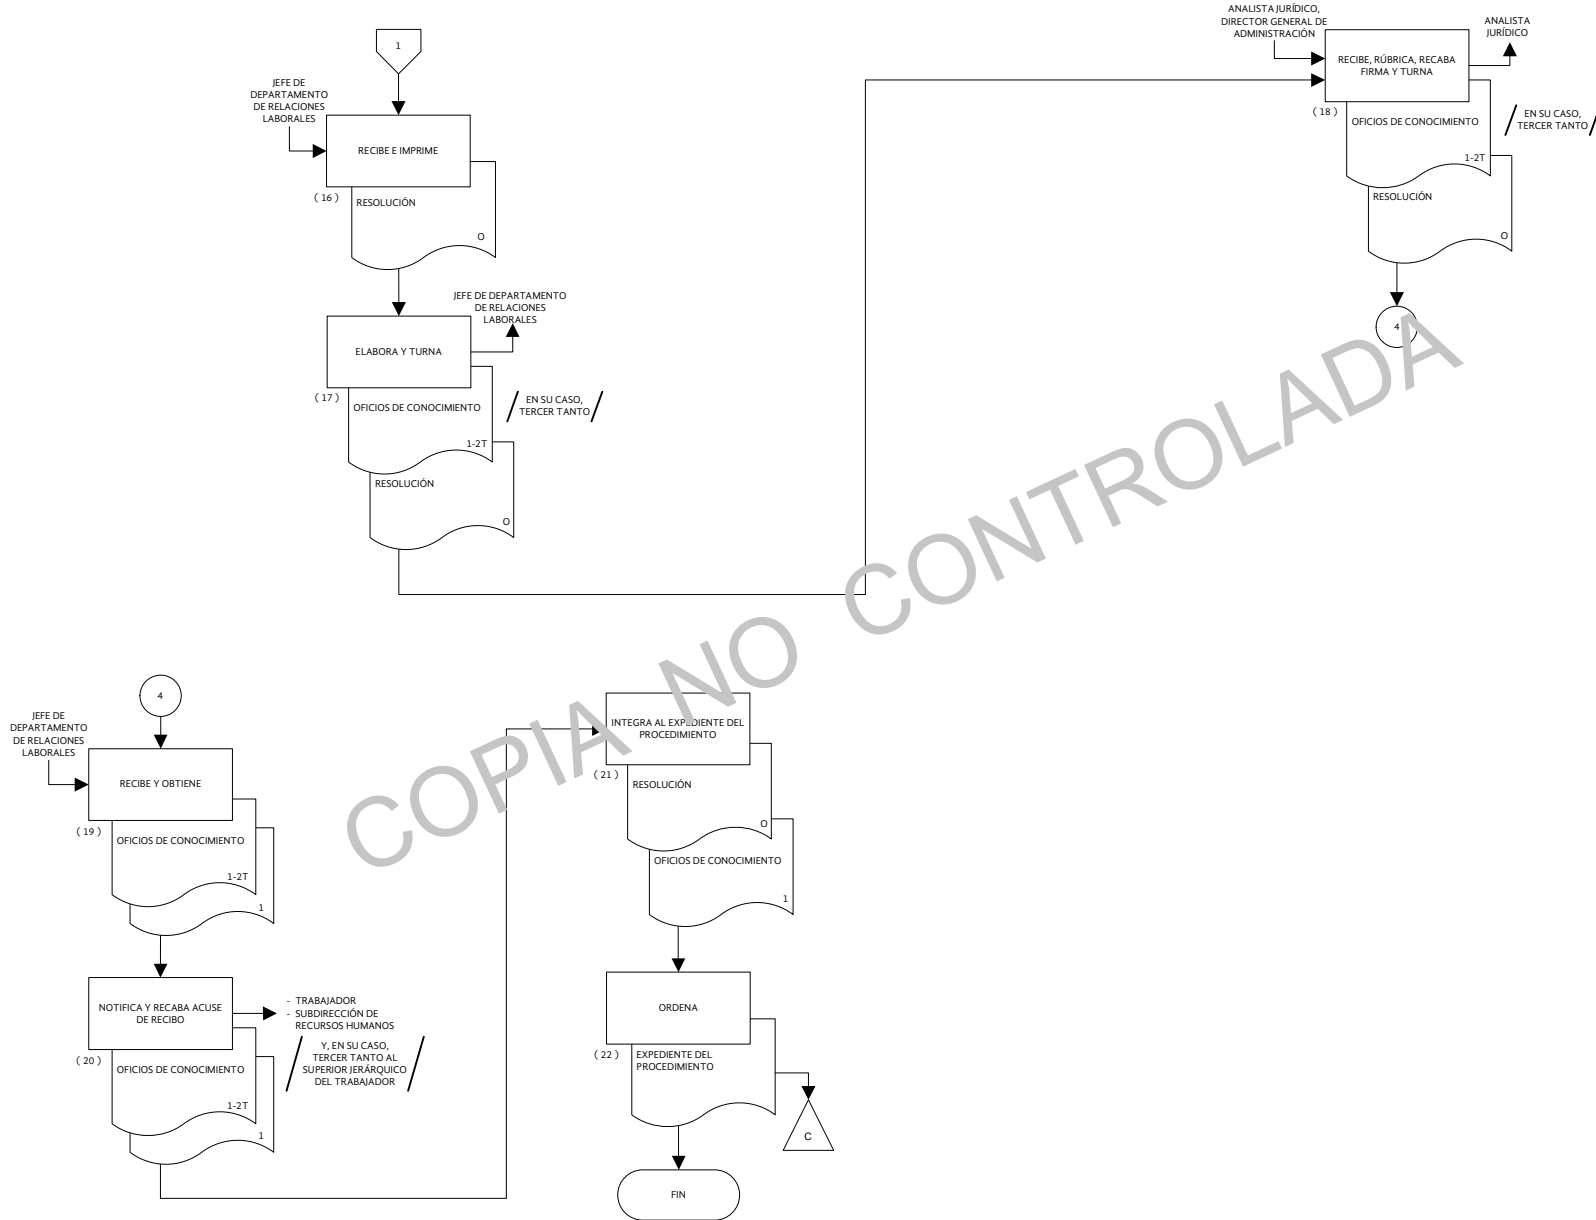 1
JEFE DE
DEPARTAMENTO
DE RELACIONES
LABORALES
RECIBE E IMPRIME
( 16 )
RESOLUCIÓN
O
JEFE DE DEPARTAMENTO
DE RELACIONES
LABORALES
ELABORA Y TURNA
( 17 )
OFICIOS DE CONOCIMIENTO
EN SU CASO,
TERCER TANTO
1-2T
RESOLUCIÓN
O
ANALISTA JURÍDICO,
DIRECTOR GENERAL DE
ADMINISTRACIÓN
ANALISTA
JURÍDICO
RECIBE, RÚBRICA, RECABA
FIRMA Y TURNA
( 18 )
OFICIOS DE CONOCIMIENTO
EN SU CASO,
TERCER TANTO
1-2T
RESOLUCIÓN
O
4
COPIA NO CONTROLADA
4
JEFE DE
DEPARTAMENTO
DE RELACIONES
LABORALES
RECIBE Y OBTIENE
( 19 )
OFICIOS DE CONOCIMIENTO
1-2T
1
NOTIFICA Y RECABA ACUSE
DE RECIBO
- TRABAJADOR
- SUBDIRECCIÓN DE
RECURSOS HUMANOS
Y, EN SU CASO,
TERCER TANTO AL
SUPERIOR JERÁRQUICO
DEL TRABAJADOR
( 20 )
OFICIOS DE CONOCIMIENTO
1-2T
1
INTEGRA AL EXPEDIENTE DEL
PROCEDIMIENTO
( 21 )
RESOLUCIÓN
O
OFICIOS DE CONOCIMIENTO
1
ORDENA
( 22 )
EXPEDIENTE DEL
PROCEDIMIENTO
C
FIN